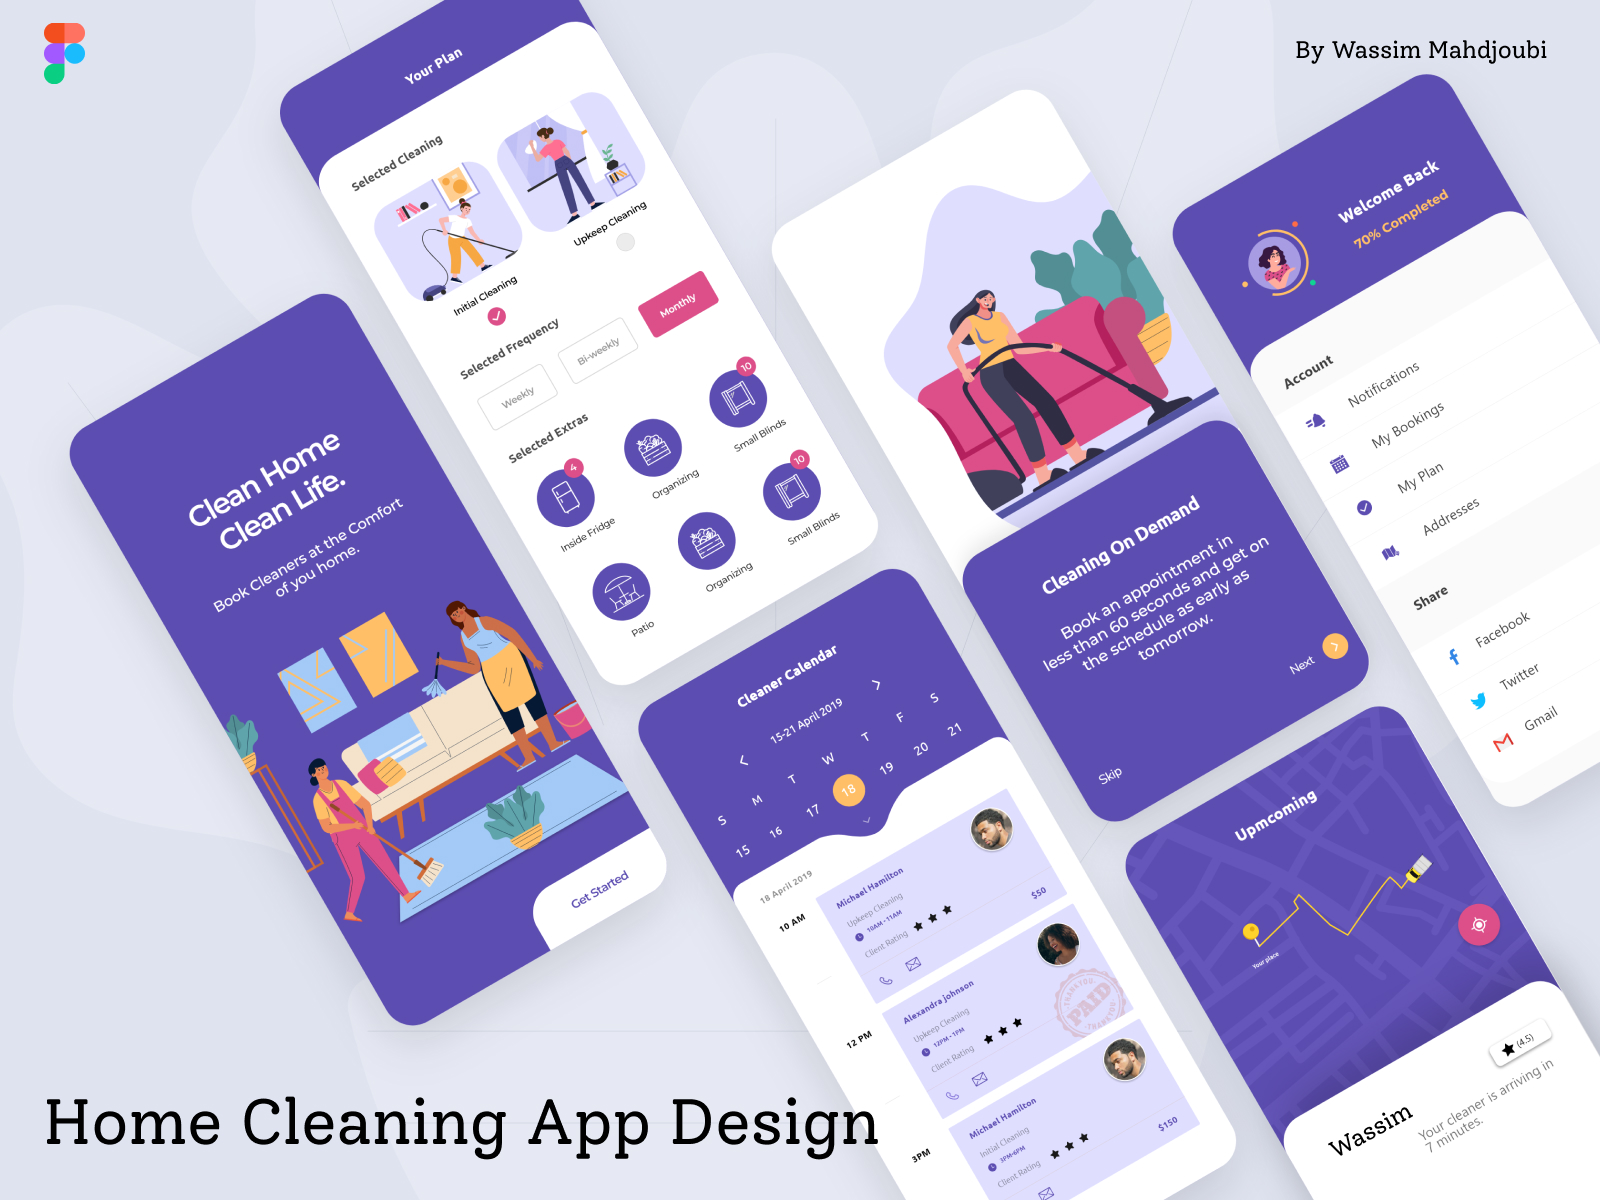 By Wassim Mahdjoubi
Your Plan
Selected Cleaning
Initial Cleaning
Upkeep Cleaning
Selected Frequency
Weekly
Bi-weekly
Monthly
Selected Extras
4
Inside Fridge
Organizing
10
Small Blinds
Patio
Organizing
10
Small Blinds
Clean Home
Clean Life.
Book Cleaners at the Comfort
of you home.
Get Started
Cleaning On Demand
Book an appointment in
less than 60 seconds and get on
the schedule as early as
tomorrow.
Skip
Next
Welcome Back
70% Completed
Account
Notifications
My Bookings
My Plan
Addresses
Share
Facebook
Twitter
Gmail
Cleaner Calendar
15-21 April 2019
S M T W T F S
15 16 17 18 19 20 21
18 April 2019
10 AM
Michael Hamilton
Upkeep Cleaning
10AM - 11AM
Client Rating
$50
12 PM
Alexandra johnson
Upkeep Cleaning
12PM - 1PM
Client Rating
THANK YOU
PAID
THANK YOU
3PM
Michael Hamilton
Initial Cleaning
3PM-6PM
Client Rating
$150
Upmcoming
Your place
(4.5)
Wassim
Your cleaner is arriving in
7 minutes.
Home Cleaning App Design